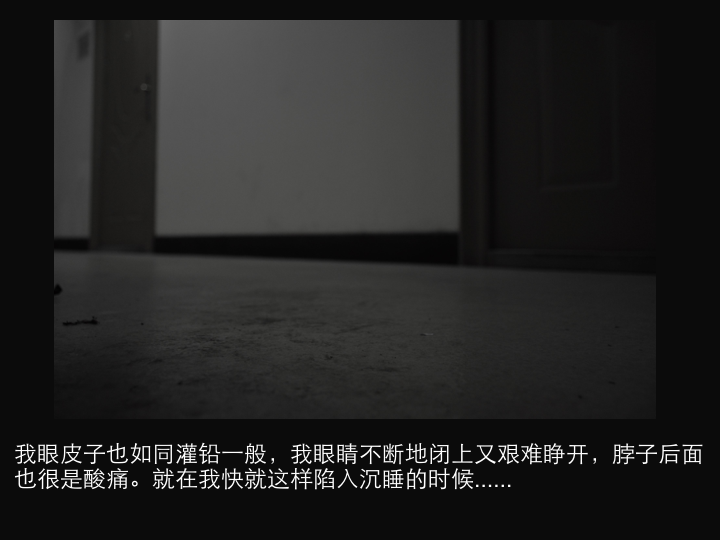 我眼皮子也如同灌铅一般，我眼睛不断地闭上又艰难睁开，脖子后面
也很是酸痛。就在我快就这样陷入沉睡的时候......